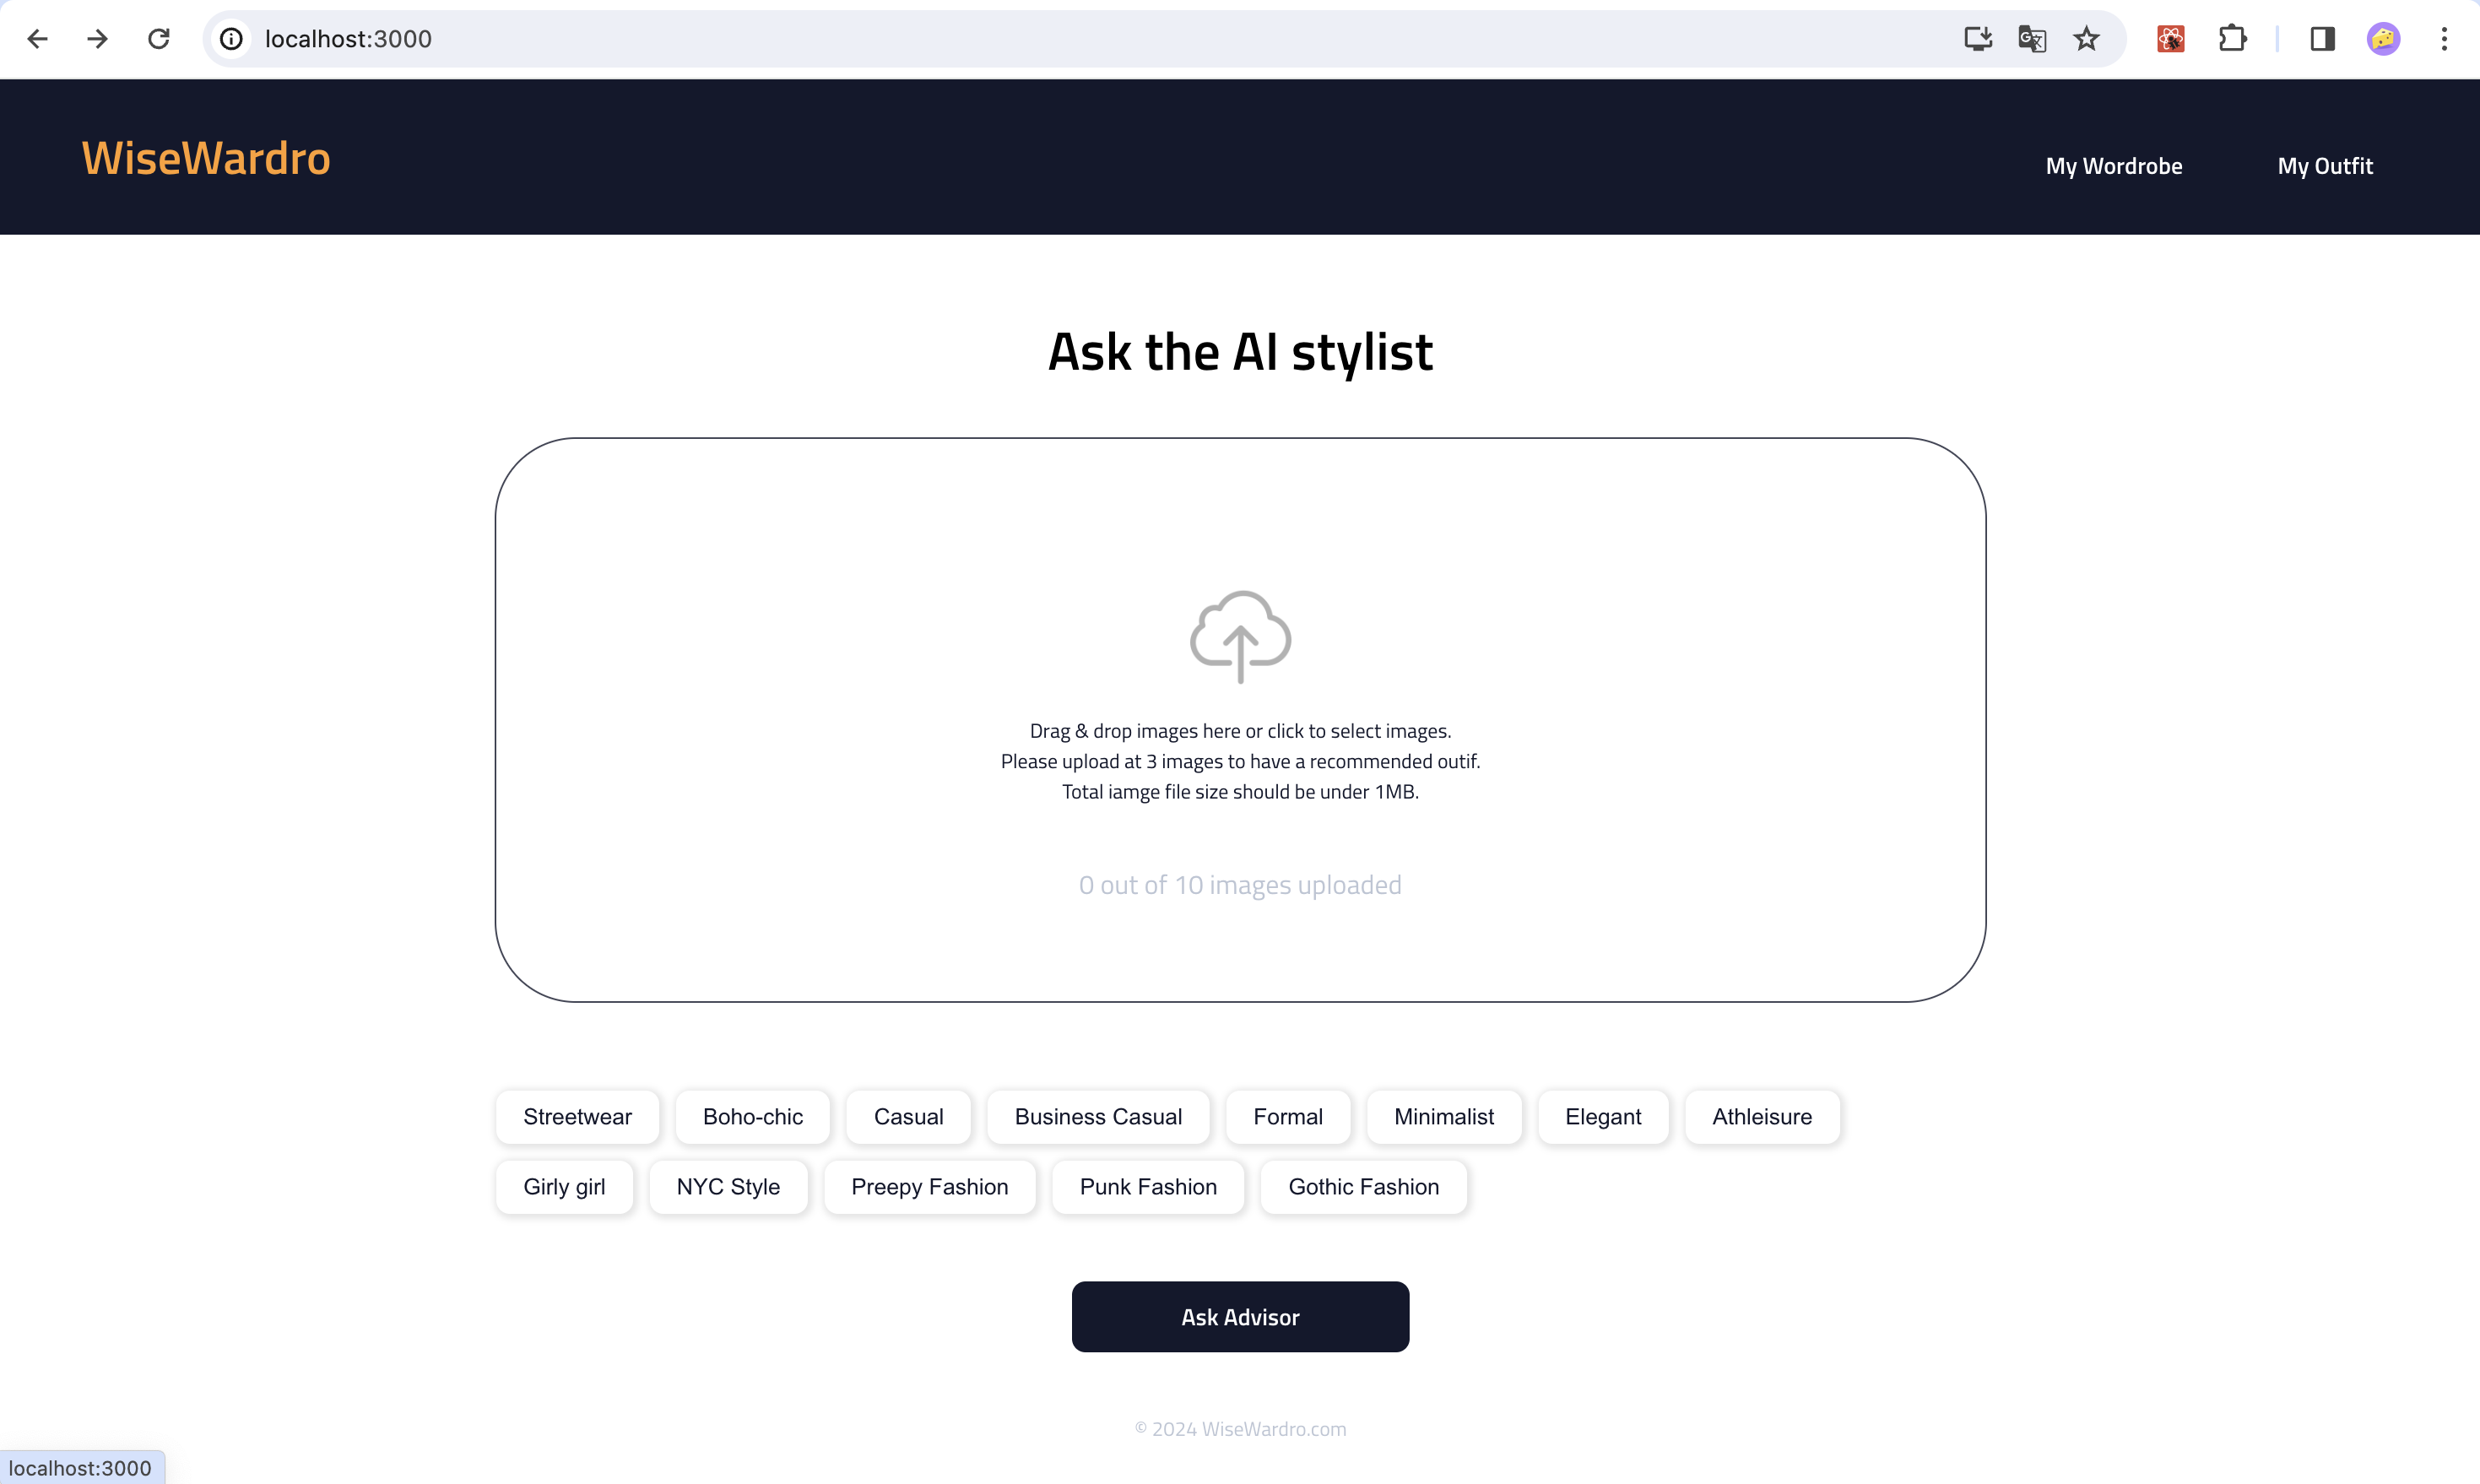 localhost:3000
WiseWardro
My Wordrobe
My Outfit
Ask the AI stylist
Drag & drop images here or click to select images.
Please upload at 3 images to have a recommended outif.
Total iamge file size should be under 1MB.
0 out of 10 images uploaded
Streetwear
Boho-chic
Casual
Business Casual
Formal
Minimalist
Elegant
Athleisure
Girly girl
NYC Style
Preepy Fashion
Punk Fashion
Gothic Fashion
Ask Advisor
© 2024 WiseWardro.com
localhost:3000